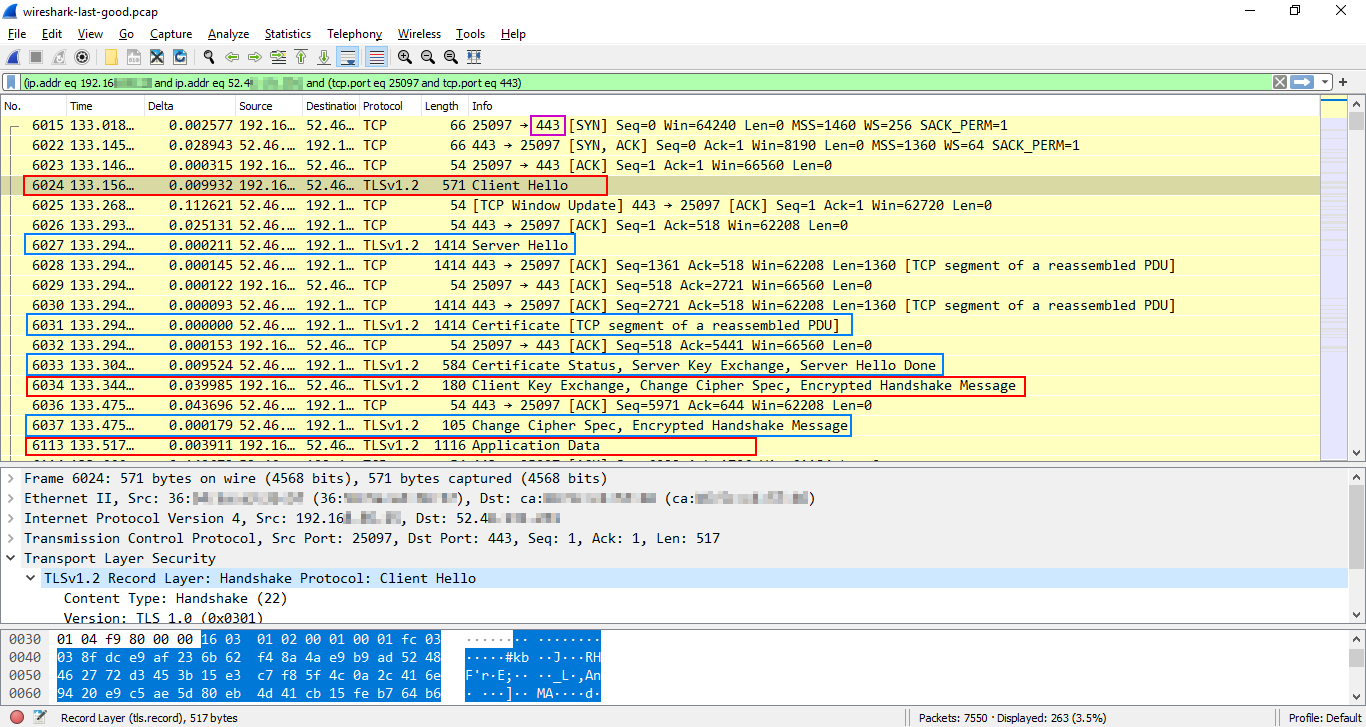 wireshark-last-good.pcap
File Edit View Go Capture Analyze Statistics Telephony Wireless Tools Help
(ip.addr eq 192.16 and ip.addr eq 52.4 and (tcp.port eq 25097 and tcp.port eq 443)
No. Time Delta Source Destination Protocol Length Info
6015 133.018… 0.002577 192.16… 52.46… TCP 66 25097 → 443 [SYN] Seq=0 Win=64240 Len=0 MSS=1460 WS=256 SACK_PERM=1
6022 133.145… 0.028943 52.46.… 192.1… TCP 66 443 → 25097 [SYN, ACK] Seq=0 Ack=1 Win=8190 Len=0 MSS=1360 WS=64 SACK_PERM=1
6023 133.146… 0.000315 192.16… 52.46… TCP 54 25097 → 443 [ACK] Seq=1 Ack=1 Win=66560 Len=0
6024 133.156… 0.009932 192.16… 52.46… TLSv1.2 571 Client Hello
6025 133.268… 0.112621 52.46.… 192.1… TCP 54 [TCP Window Update] 443 → 25097 [ACK] Seq=1 Ack=1 Win=62720 Len=0
6026 133.293… 0.025131 52.46.… 192.1… TCP 54 443 → 25097 [ACK] Seq=1 Ack=518 Win=62208 Len=0
6027 133.294… 0.000211 52.46.… 192.1… TLSv1.2 1414 Server Hello
6028 133.294… 0.000145 52.46.… 192.1… TCP 1414 443 → 25097 [ACK] Seq=1361 Ack=518 Win=62208 Len=1360 [TCP segment of a reassembled PDU]
6029 133.294… 0.000122 192.16… 52.46… TCP 54 25097 → 443 [ACK] Seq=518 Ack=2721 Win=66560 Len=0
6030 133.294… 0.000093 52.46.… 192.1… TCP 1414 443 → 25097 [ACK] Seq=2721 Ack=518 Win=62208 Len=1360 [TCP segment of a reassembled PDU]
6031 133.294… 0.000000 52.46.… 192.1… TLSv1.2 1414 Certificate [TCP segment of a reassembled PDU]
6032 133.294… 0.000153 192.16… 52.46… TCP 54 25097 → 443 [ACK] Seq=518 Ack=5441 Win=66560 Len=0
6033 133.304… 0.009524 52.46.… 192.1… TLSv1.2 584 Certificate Status, Server Key Exchange, Server Hello Done
6034 133.344… 0.039985 192.16… 52.46… TLSv1.2 180 Client Key Exchange, Change Cipher Spec, Encrypted Handshake Message
6036 133.475… 0.043696 52.46.… 192.1… TCP 54 443 → 25097 [ACK] Seq=5971 Ack=644 Win=62208 Len=0
6037 133.475… 0.000179 52.46.… 192.1… TLSv1.2 105 Change Cipher Spec, Encrypted Handshake Message
6113 133.517… 0.003911 192.16… 52.46… TLSv1.2 1116 Application Data
Frame 6024: 571 bytes on wire (4568 bits), 571 bytes captured (4568 bits)
Ethernet II, Src: 36: (36: ), Dst: ca: (ca: )
Internet Protocol Version 4, Src: 192.16 , Dst: 52.4
Transmission Control Protocol, Src Port: 25097, Dst Port: 443, Seq: 1, Ack: 1, Len: 517
Transport Layer Security
TLSv1.2 Record Layer: Handshake Protocol: Client Hello
Content Type: Handshake (22)
Version: TLS 1.0 (0x0301)
0030 01 04 f9 80 00 00 16 03 01 02 00 01 00 01 fc 03 ········ ········
0040 03 8f dc e9 af 23 6b 62 f4 8a 4a e9 b9 ad 52 48 ·····#kb ··J···RH
0050 46 27 72 d3 45 3b 15 e3 c7 f8 5f 4c 0a 2c 41 6e F'r·E;·· ··_L·,An
0060 94 20 e9 c5 ae 5d 80 eb 4d 41 cb 15 fe b7 64 b6 · ···]·· MA····d·
Record Layer (tls.record), 517 bytes
Packets: 7550 · Displayed: 263 (3.5%)
Profile: Default